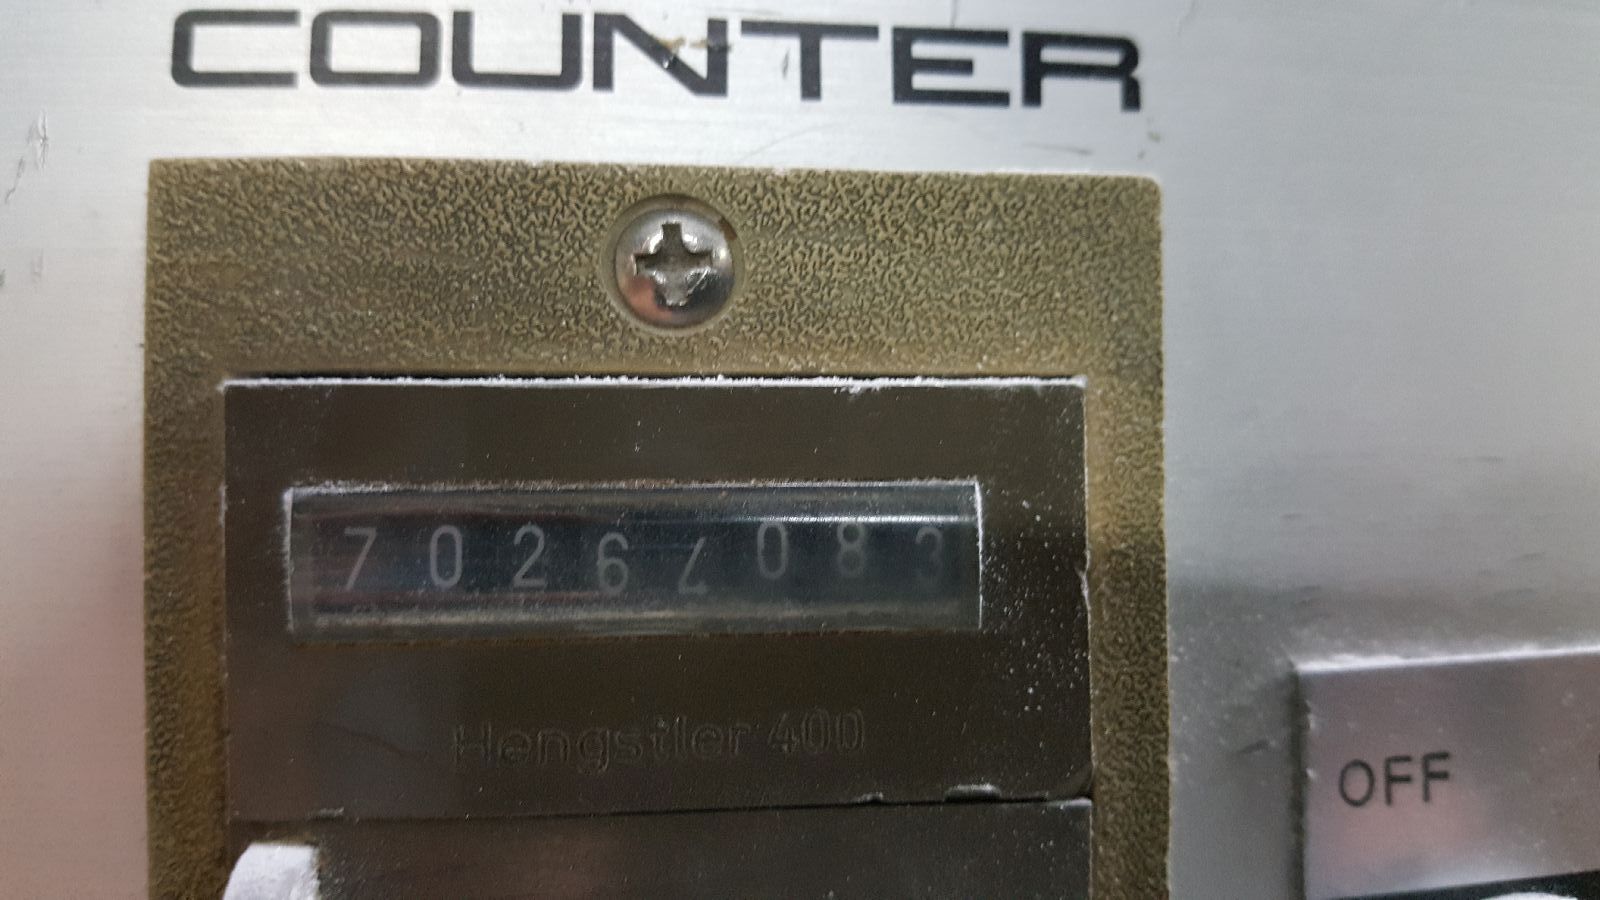 COUNTER
70264083
Hengstler 400
OFF